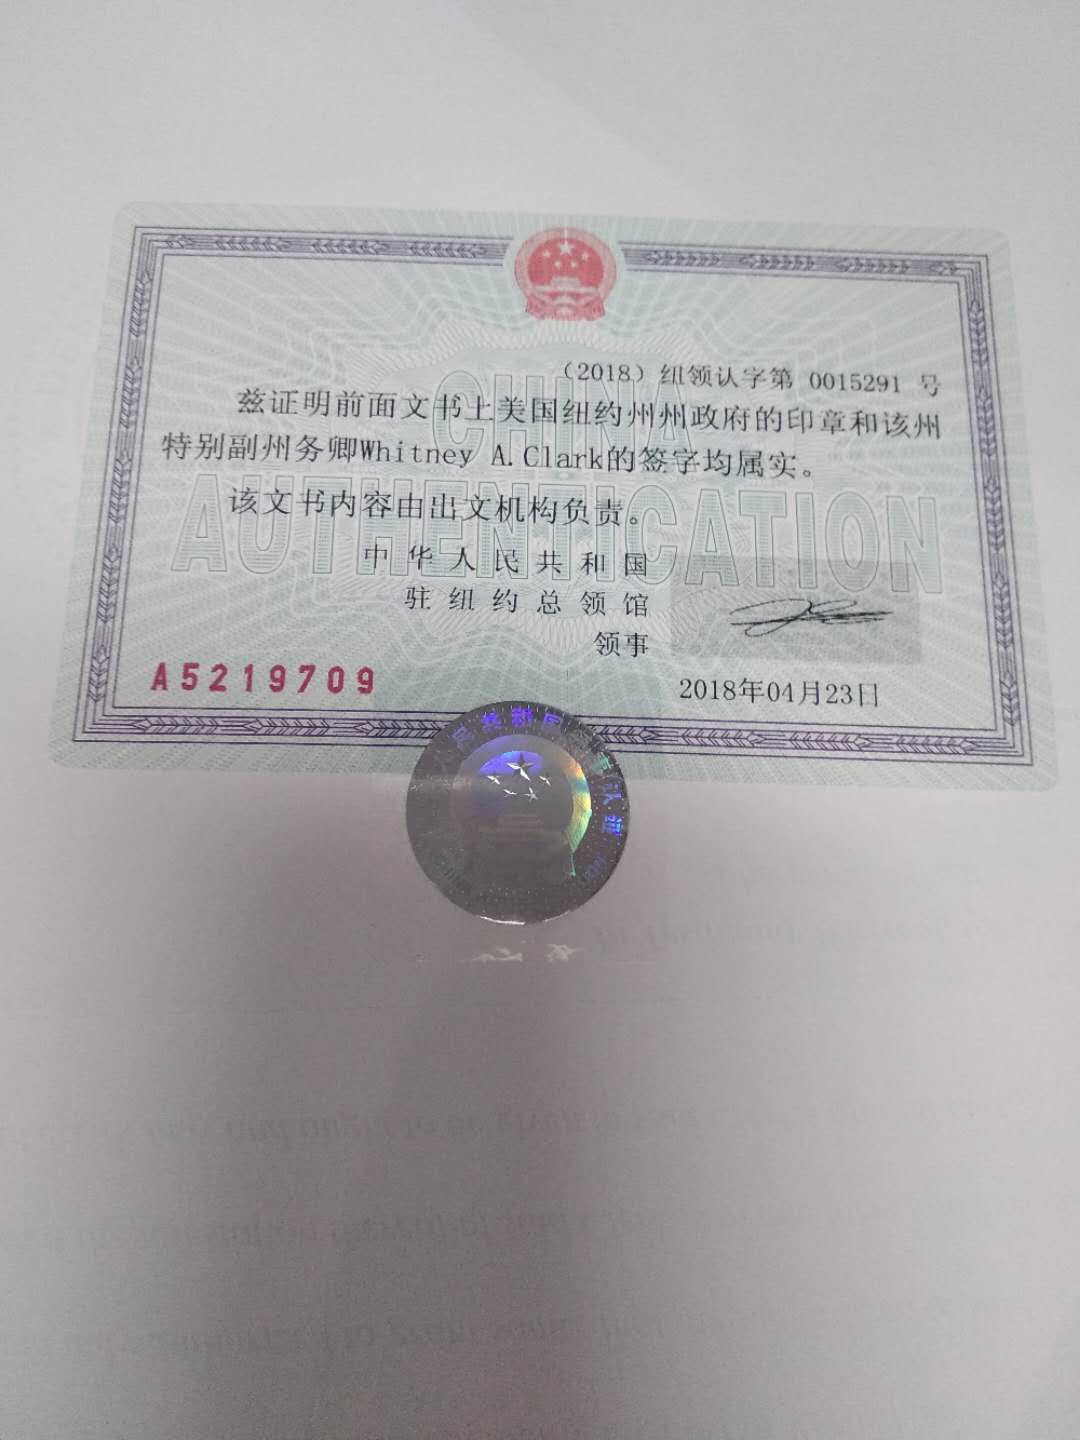 （2018）纽领认字第 0015291 号
兹证明前面文书上美国纽约州州政府的印章和该州
特别副州务卿Whitney A.Clark的签字均属实。
该文书内容由出文机构负责。
CHINA
AUTHENTICATION
中华人民共和国
驻纽约总领馆
领事
A5219709
2018年04月23日